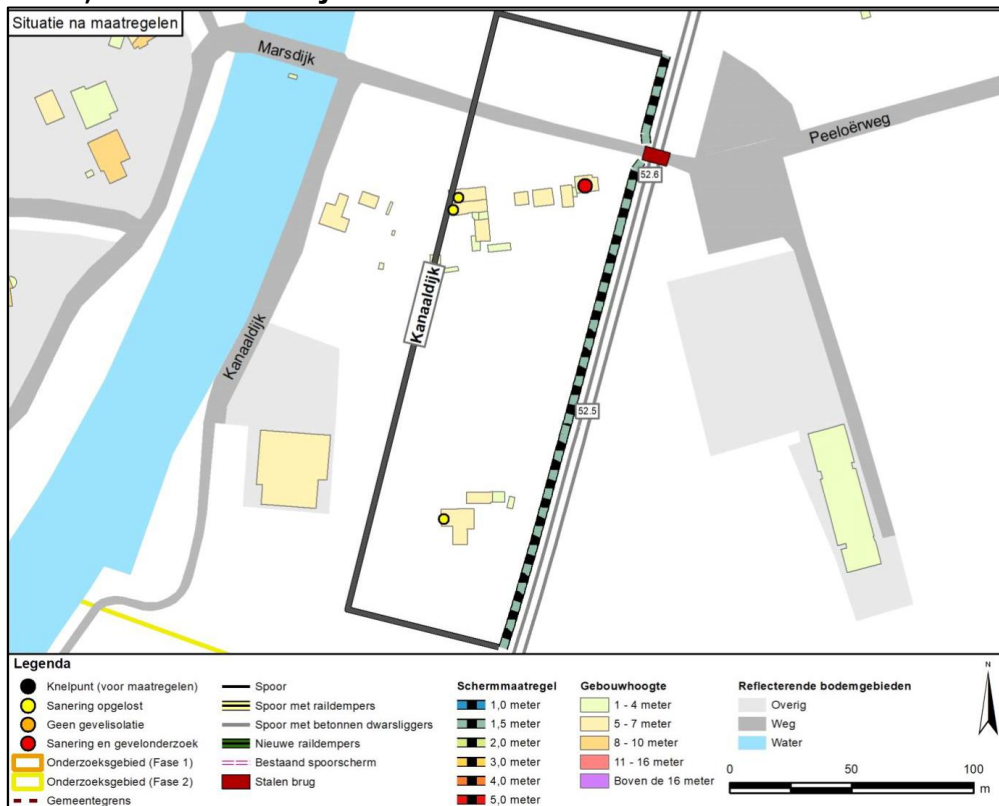 Situatie na maatregelen
Marsdijk
Peeloërweg
52.6
Kanaaldijk
Kanaaldijk
52.5
Legenda
Knelpunt (voor maatregelen)
Sanering opgelost
Geen gevelisolatie
Sanering en gevelonderzoek
Onderzoeksgebied (Fase 1)
Onderzoeksgebied (Fase 2)
Gemeentegrens
Spoor
Spoor met raildempers
Spoor met betonnen dwarsliggers
Nieuwe raildempers
Bestaand spoorscherm
Stalen brug
Schermmaatregel
1,0 meter
1,5 meter
2,0 meter
3,0 meter
4,0 meter
5,0 meter
Gebouwhoogte
1 - 4 meter
5 - 7 meter
8 - 10 meter
11 - 16 meter
Boven de 16 meter
Reflecterende bodemgebieden
Overig
Weg
Water
N
0 50 100
m